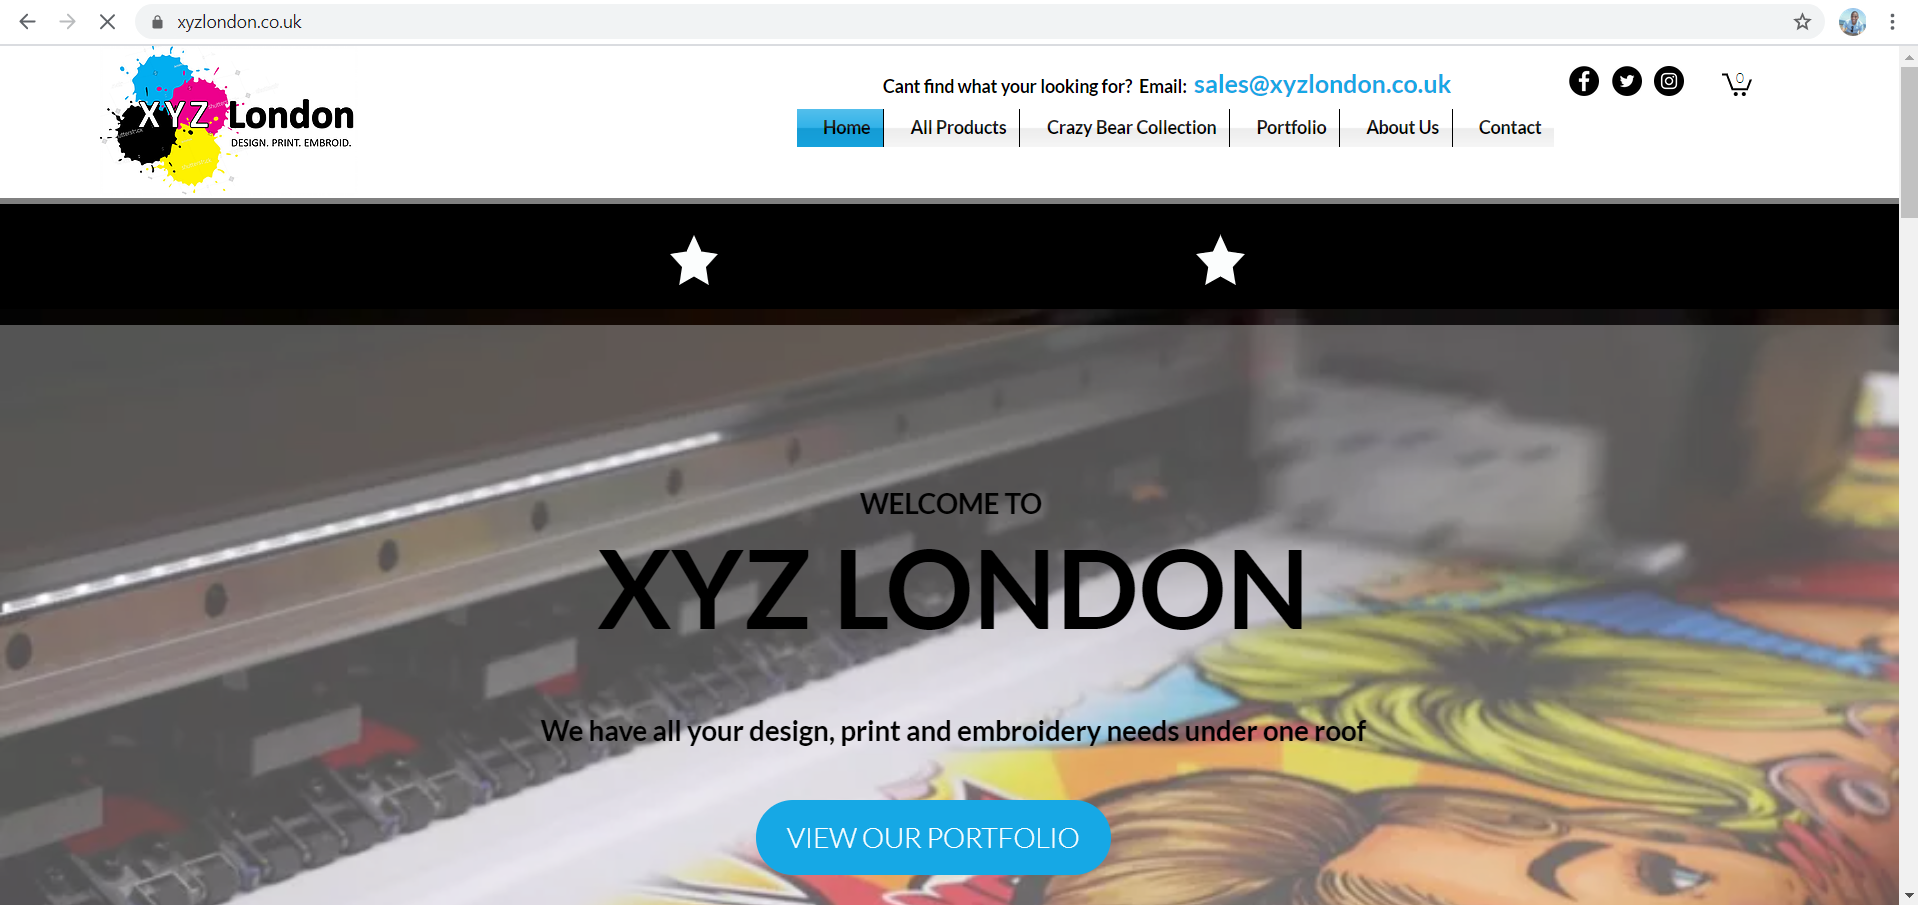 xyzlondon.co.uk
XYZ London
DESIGN. PRINT. EMBROID.
Cant find what your looking for? Email: sales@xyzlondon.co.uk
0
Home All Products Crazy Bear Collection Portfolio About Us Contact
WELCOME TO
XYZ LONDON
We have all your design, print and embroidery needs under one roof
VIEW OUR PORTFOLIO